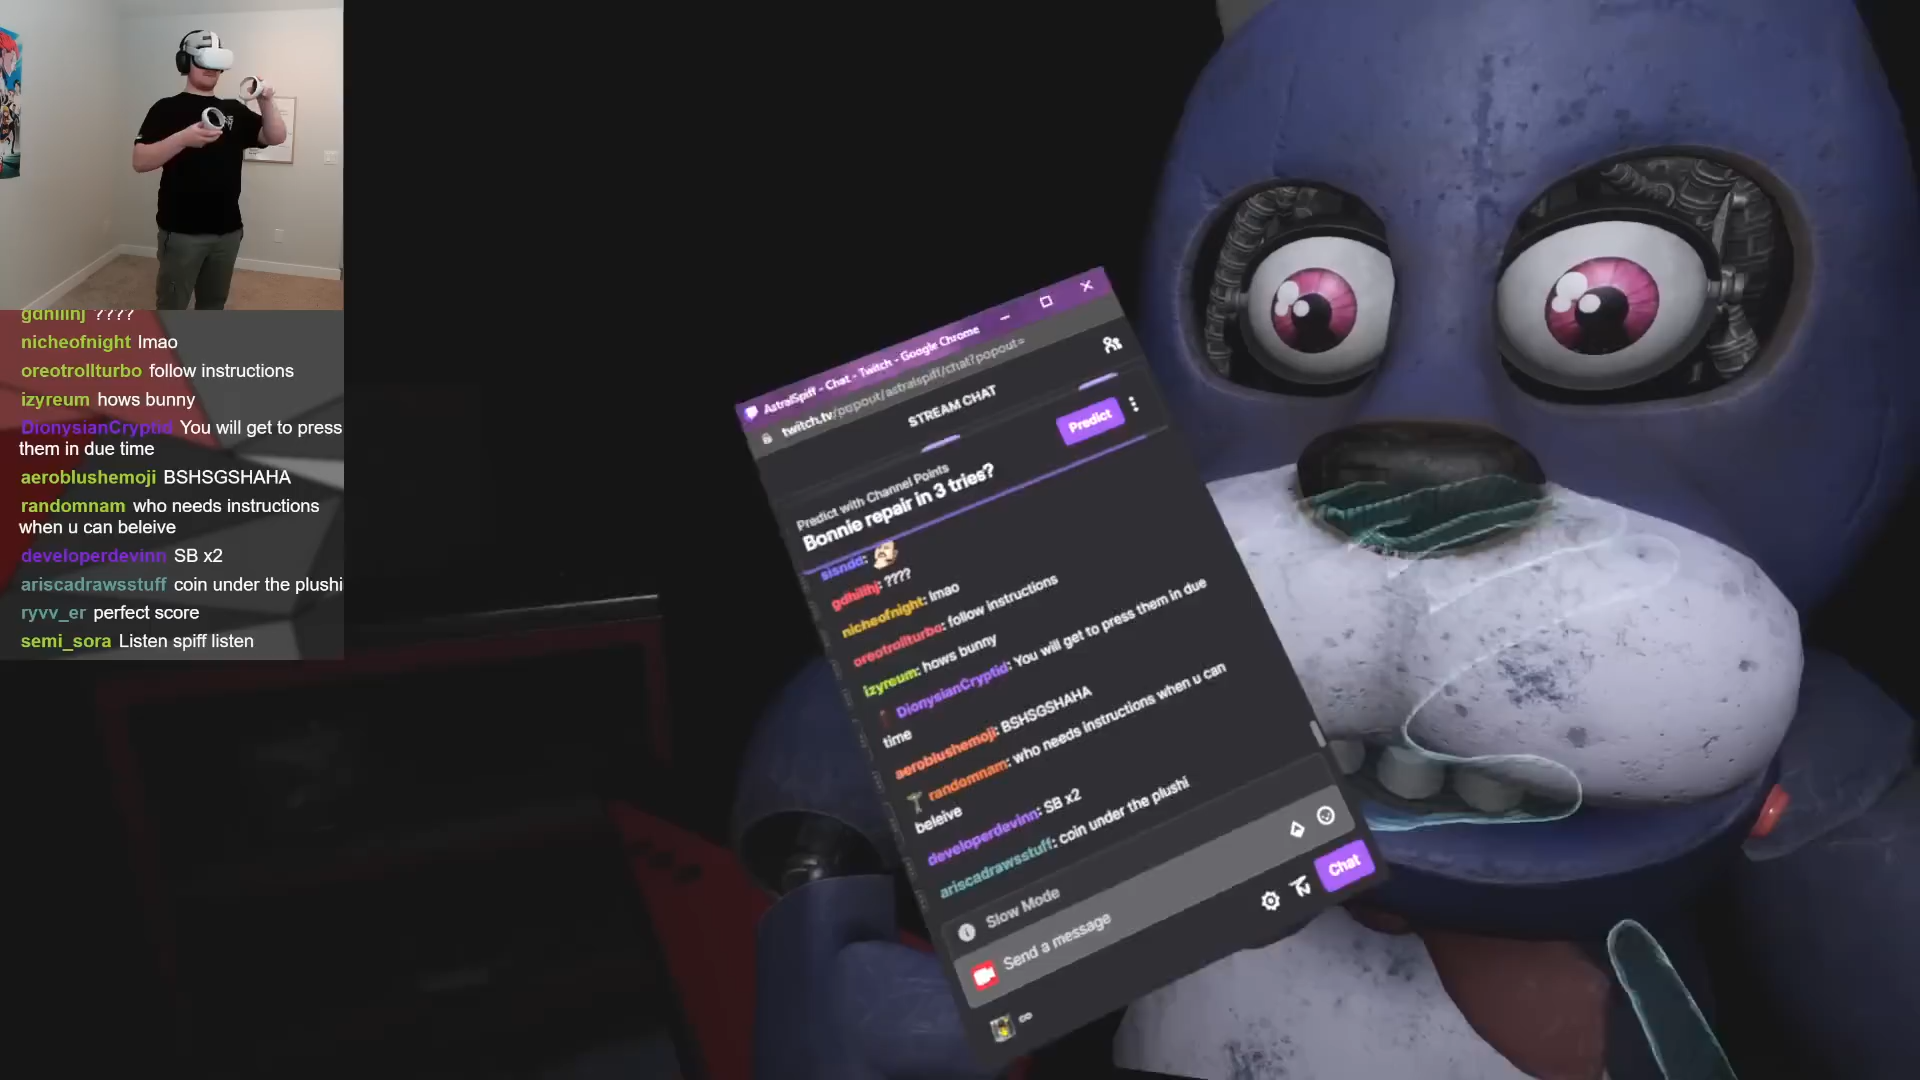 gdhillhj ????
nicheofnight lmao
oreotrollturbo follow instructions
izyreum hows bunny
DionysianCryptid You will get to press
them in due time
aeroblushemoji BSHSGSHAHA
randomnam who needs instructions
when u can beleive
developerdevinn SB x2
ariscadrawsstuff coin under the plushi
ryvv_er perfect score
semi_sora Listen spiff listen
AstralSpiff - Chat - Twitch - Google Chrome
twitch.tv/popout/astralspiff/chat?popout=
STREAM CHAT
Predict
Predict with Channel Points
Bonnie repair in 3 tries?
sisndd:
gdhillhj: ????
nicheofnight: lmao
oreotrollturbo: follow instructions
izyreum: hows bunny
DionysianCryptid: You will get to press them in due
time
aeroblushemoji: BSHSGSHAHA
randomnam: who needs instructions when u can
beleive
developerdevinn: SB x2
ariscadrawsstuff: coin under the plushi
Slow Mode
Send a message
Chat
∞